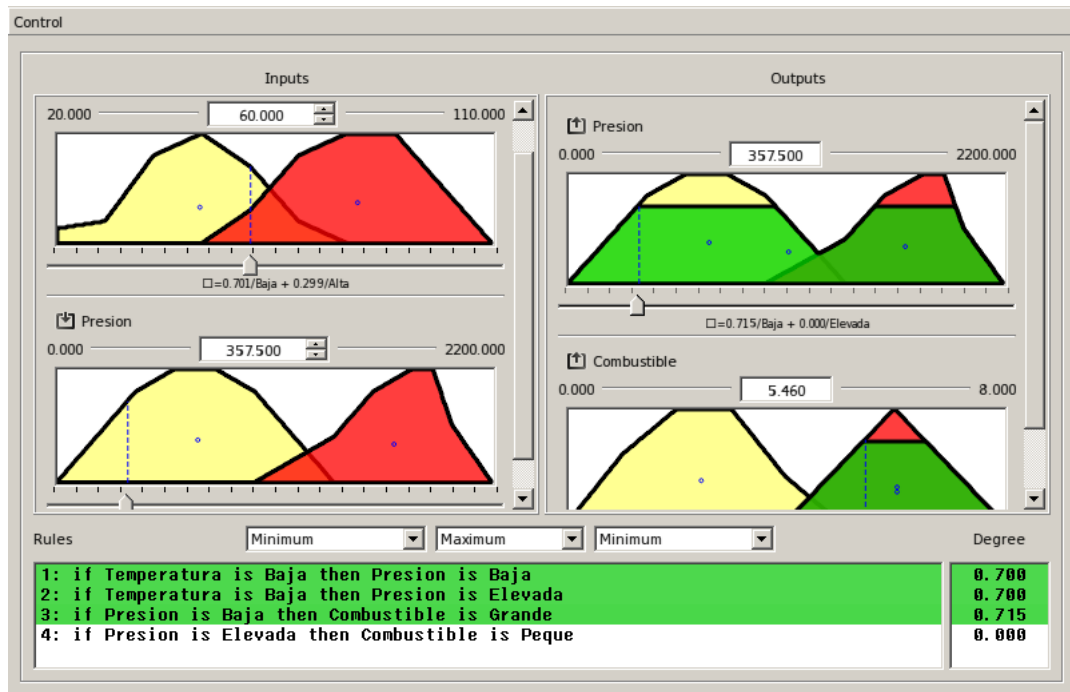 Control
Inputs
20.000 60.000 110.000
□=0.701/Baja + 0.299/Alta
Presion
0.000 357.500 2200.000
Outputs
Presion
0.000 357.500 2200.000
□=0.715/Baja + 0.000/Elevada
Combustible
0.000 5.460 8.000
Rules Minimum Maximum Minimum Degree
1: if Temperatura is Baja then Presion is Baja 0.700
2: if Temperatura is Baja then Presion is Elevada 0.700
3: if Presion is Baja then Combustible is Grande 0.715
4: if Presion is Elevada then Combustible is Peque 0.000